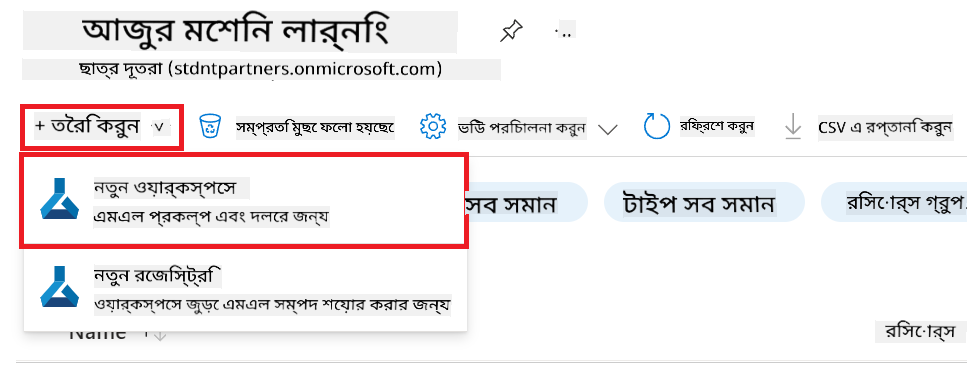 আজুর মেশিন লার্নিং
...
ছাত্র দূতরা (stdntpartners.onmicrosoft.com)
+ তৈরি করুন
সম্প্রতি মুছে ফেলা হয়েছে
ভিউ পরিচালনা করুন
রিফ্রেশ করুন
CSV এ রপ্তানি করুন
নতুন ওয়ার্কস্পেস
এমএল প্রকল্প এবং দলের জন্য
সব সমান
টাইপ সব সমান
রিসোর্স গ্রুপ
নতুন রেজিস্ট্রি
ওয়ার্কস্পেস জুড়ে এমএল সম্পদ শেয়ার করার জন্য
Name
রিসোর্স